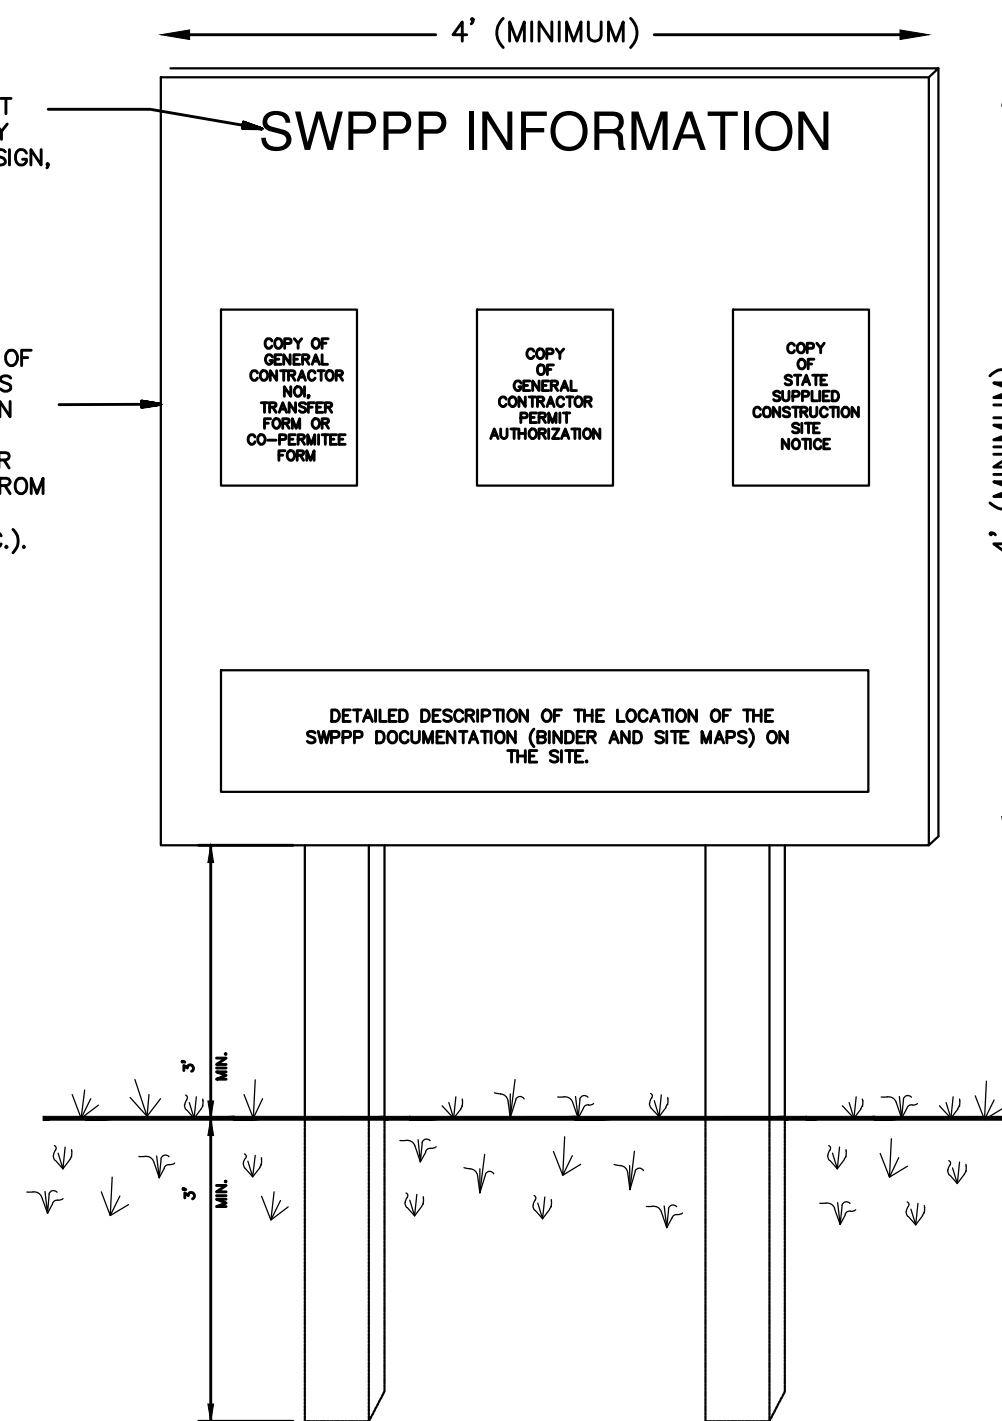 4' (MINIMUM)
T
Y
SIGN,
SWPPP INFORMATION
OF
S
N
R
ROM
C.).
COPY OF
GENERAL
CONTRACTOR
NOI,
TRANSFER
FORM OR
CO-PERMITEE
FORM
COPY
OF
GENERAL
CONTRACTOR
PERMIT
AUTHORIZATION
COPY
OF
STATE
SUPPLIED
CONSTRUCTION
SITE
NOTICE
4' (MINIMUM)
DETAILED DESCRIPTION OF THE LOCATION OF THE
SWPPP DOCUMENTATION (BINDER AND SITE MAPS) ON
THE SITE.
3'
MIN.
3'
MIN.